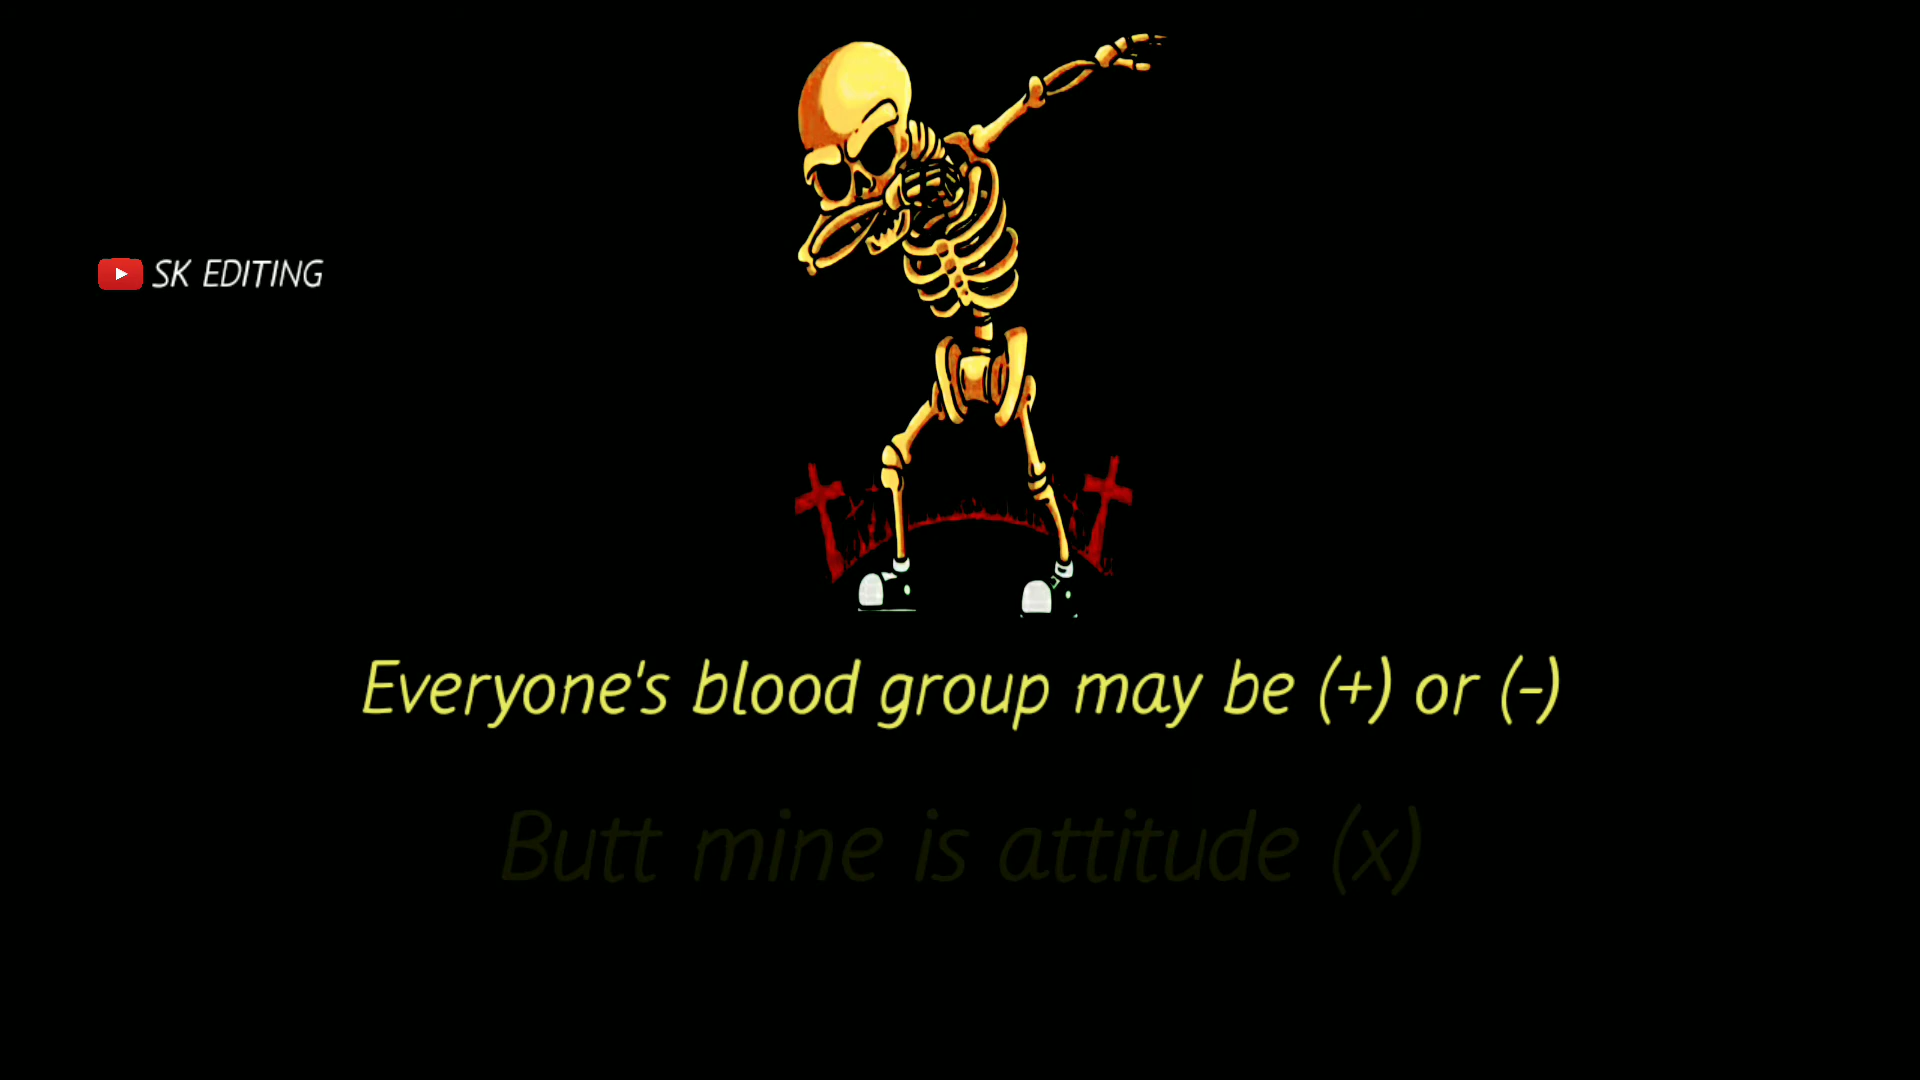 SK EDITING
Everyone's blood group may be (+) or (-)
Butt mine is attitude (x)